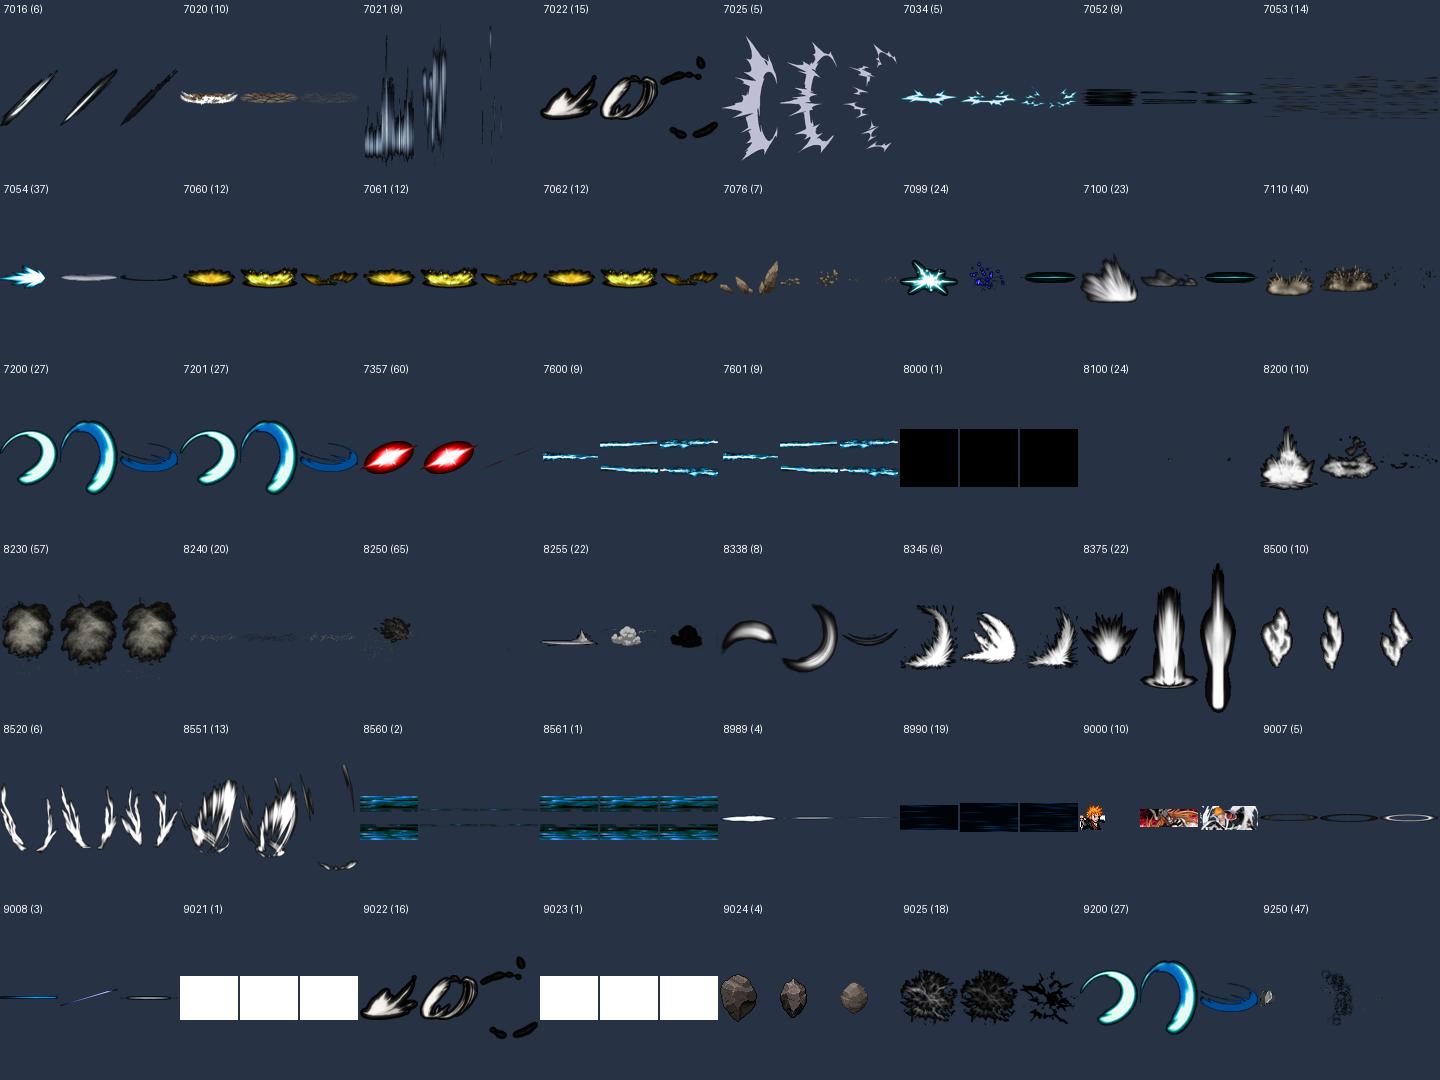 7016 (6) 7020 (10) 7021 (9) 7022 (15) 7025 (5) 7034 (5) 7052 (9) 7053 (14)
7054 (37) 7060 (12) 7061 (12) 7062 (12) 7076 (7) 7099 (24) 7100 (23) 7110 (40)
7200 (27) 7201 (27) 7357 (60) 7600 (9) 7601 (9) 8000 (1) 8100 (24) 8200 (10)
8230 (57) 8240 (20) 8250 (65) 8255 (22) 8338 (8) 8345 (6) 8375 (22) 8500 (10)
8520 (6) 8551 (13) 8560 (2) 8561 (1) 8989 (4) 8990 (19) 9000 (10) 9007 (5)
9008 (3) 9021 (1) 9022 (16) 9023 (1) 9024 (4) 9025 (18) 9200 (27) 9250 (47)